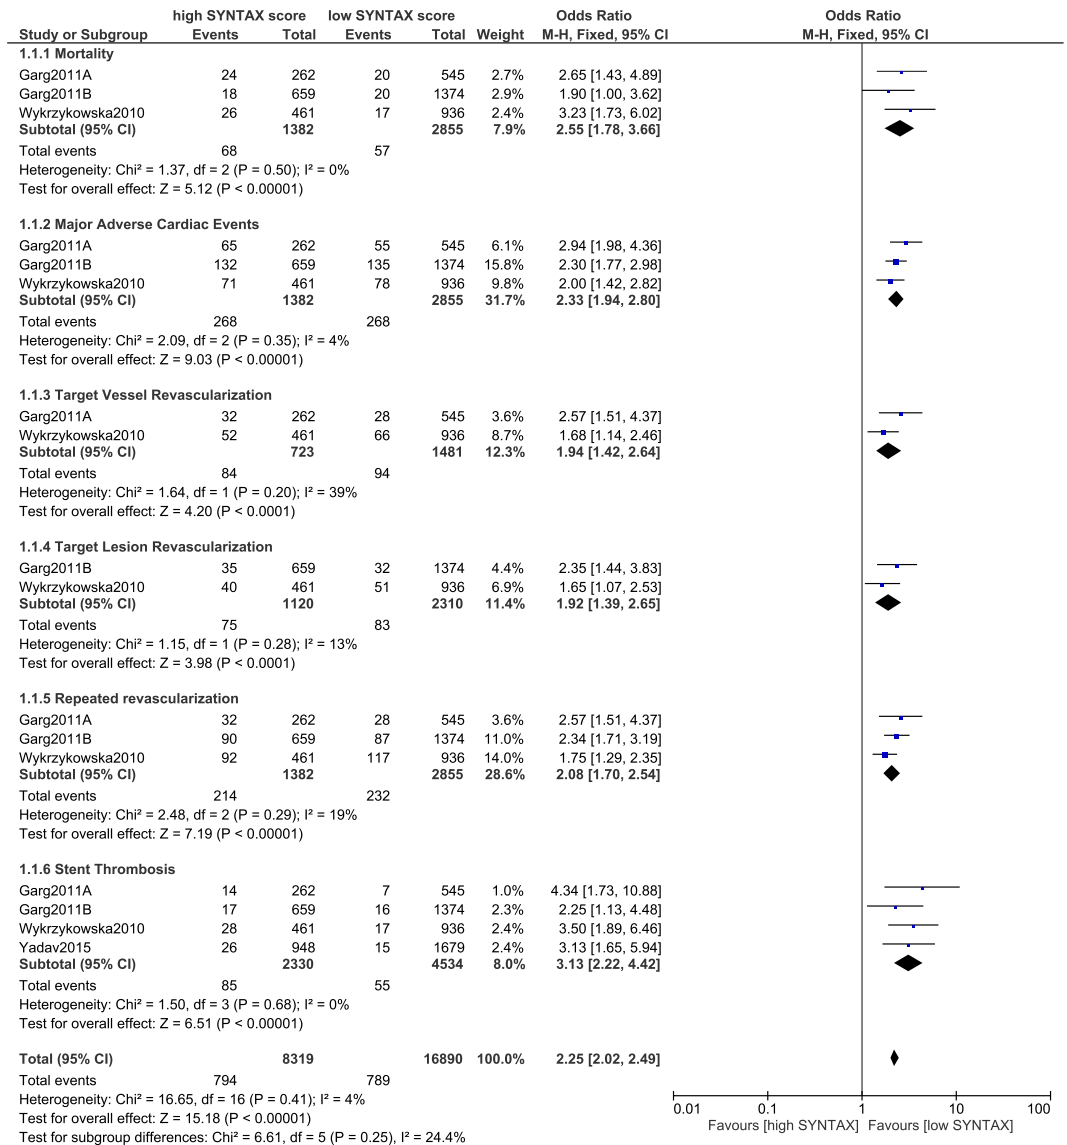 high SYNTAX score low SYNTAX score Odds Ratio Odds Ratio
Study or Subgroup Events Total Events Total Weight M-H, Fixed, 95% CI M-H, Fixed, 95% CI
1.1.1 Mortality
Garg2011A 24 262 20 545 2.7% 2.65 [1.43, 4.89]
Garg2011B 18 659 20 1374 2.9% 1.90 [1.00, 3.62]
Wykrzykowska2010 26 461 17 936 2.4% 3.23 [1.73, 6.02]
Subtotal (95% CI) 1382 2855 7.9% 2.55 [1.78, 3.66]
Total events 68 57
Heterogeneity: Chi² = 1.37, df = 2 (P = 0.50); I² = 0%
Test for overall effect: Z = 5.12 (P < 0.00001)
1.1.2 Major Adverse Cardiac Events
Garg2011A 65 262 55 545 6.1% 2.94 [1.98, 4.36]
Garg2011B 132 659 135 1374 15.8% 2.30 [1.77, 2.98]
Wykrzykowska2010 71 461 78 936 9.8% 2.00 [1.42, 2.82]
Subtotal (95% CI) 1382 2855 31.7% 2.33 [1.94, 2.80]
Total events 268 268
Heterogeneity: Chi² = 2.09, df = 2 (P = 0.35); I² = 4%
Test for overall effect: Z = 9.03 (P < 0.00001)
1.1.3 Target Vessel Revascularization
Garg2011A 32 262 28 545 3.6% 2.57 [1.51, 4.37]
Wykrzykowska2010 52 461 66 936 8.7% 1.68 [1.14, 2.46]
Subtotal (95% CI) 723 1481 12.3% 1.94 [1.42, 2.64]
Total events 84 94
Heterogeneity: Chi² = 1.64, df = 1 (P = 0.20); I² = 39%
Test for overall effect: Z = 4.20 (P < 0.0001)
1.1.4 Target Lesion Revascularization
Garg2011B 35 659 32 1374 4.4% 2.35 [1.44, 3.83]
Wykrzykowska2010 40 461 51 936 6.9% 1.65 [1.07, 2.53]
Subtotal (95% CI) 1120 2310 11.4% 1.92 [1.39, 2.65]
Total events 75 83
Heterogeneity: Chi² = 1.15, df = 1 (P = 0.28); I² = 13%
Test for overall effect: Z = 3.98 (P < 0.0001)
1.1.5 Repeated revascularization
Garg2011A 32 262 28 545 3.6% 2.57 [1.51, 4.37]
Garg2011B 90 659 87 1374 11.0% 2.34 [1.71, 3.19]
Wykrzykowska2010 92 461 117 936 14.0% 1.75 [1.29, 2.35]
Subtotal (95% CI) 1382 2855 28.6% 2.08 [1.70, 2.54]
Total events 214 232
Heterogeneity: Chi² = 2.48, df = 2 (P = 0.29); I² = 19%
Test for overall effect: Z = 7.19 (P < 0.00001)
1.1.6 Stent Thrombosis
Garg2011A 14 262 7 545 1.0% 4.34 [1.73, 10.88]
Garg2011B 17 659 16 1374 2.3% 2.25 [1.13, 4.48]
Wykrzykowska2010 28 461 17 936 2.4% 3.50 [1.89, 6.46]
Yadav2015 26 948 15 1679 2.4% 3.13 [1.65, 5.94]
Subtotal (95% CI) 2330 4534 8.0% 3.13 [2.22, 4.42]
Total events 85 55
Heterogeneity: Chi² = 1.50, df = 3 (P = 0.68); I² = 0%
Test for overall effect: Z = 6.51 (P < 0.00001)
Total (95% CI) 8319 16890 100.0% 2.25 [2.02, 2.49]
Total events 794 789
Heterogeneity: Chi² = 16.65, df = 16 (P = 0.41); I² = 4%
Test for overall effect: Z = 15.18 (P < 0.00001)
Test for subgroup differences: Chi² = 6.61, df = 5 (P = 0.25), I² = 24.4%
0.01 0.1 1 10 100
Favours [high SYNTAX] Favours [low SYNTAX]